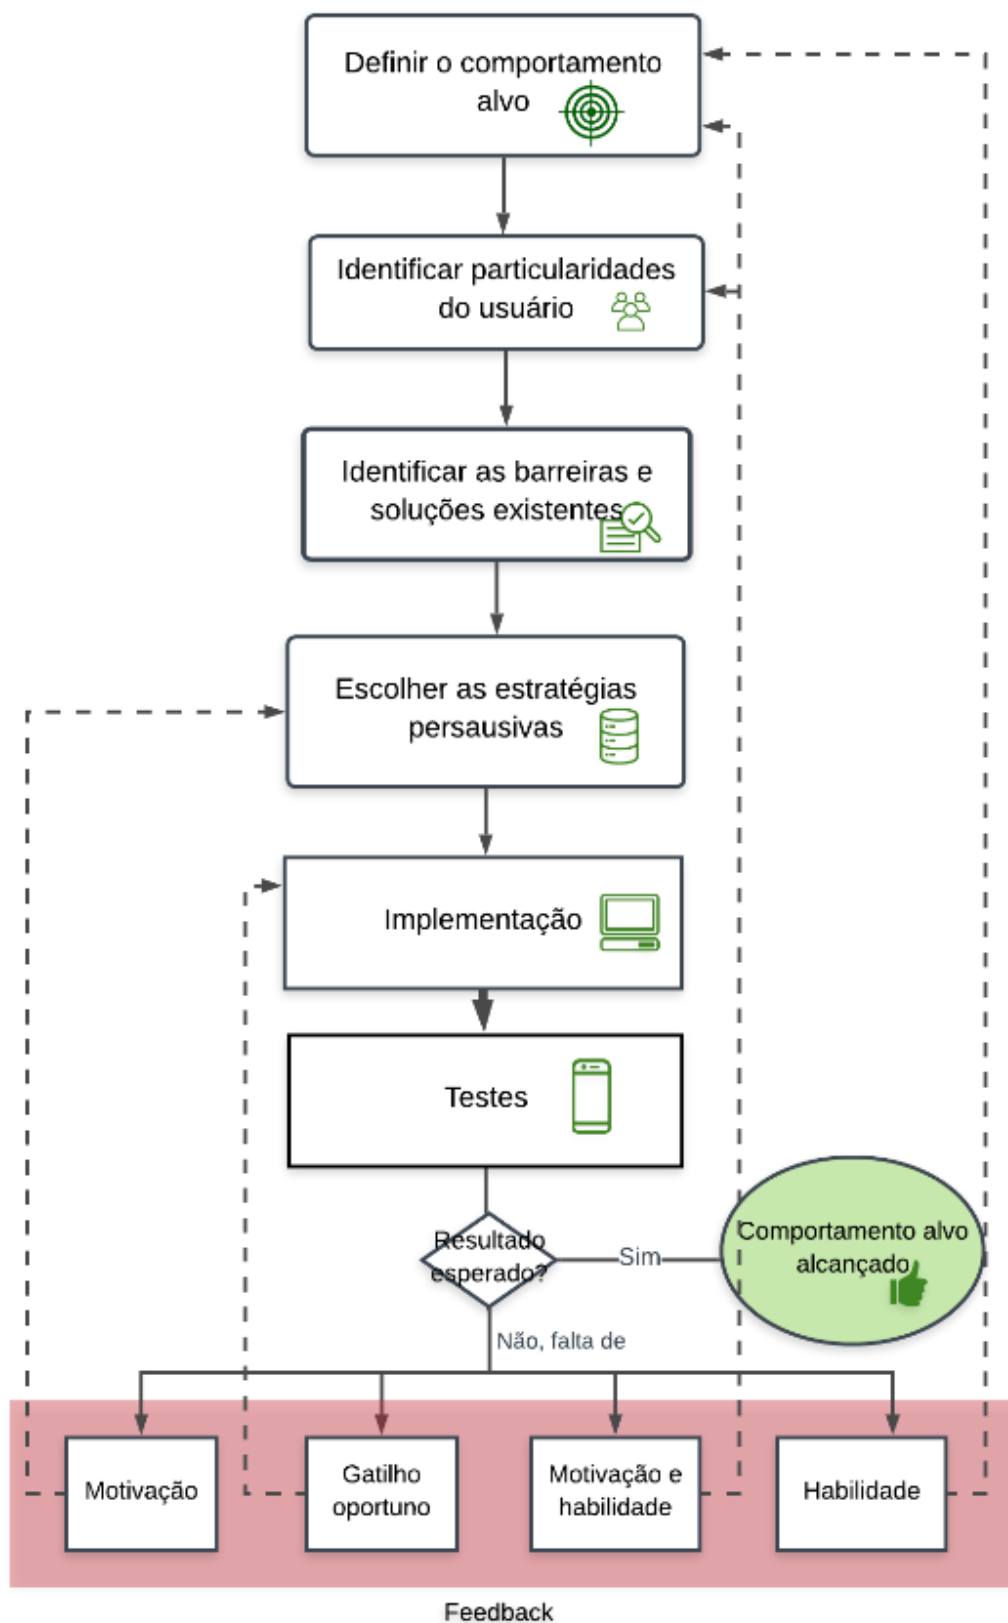 Definir o comportamento
alvo
Identificar particularidades
do usuário
Identificar as barreiras e
soluções existentes
Escolher as estratégias
persausivas
Implementação
Testes
Resultado
esperado?
Sim
Comportamento alvo
alcançado
Não, falta de
Motivação
Gatilho
oportuno
Motivação e
habilidade
Habilidade
Feedback